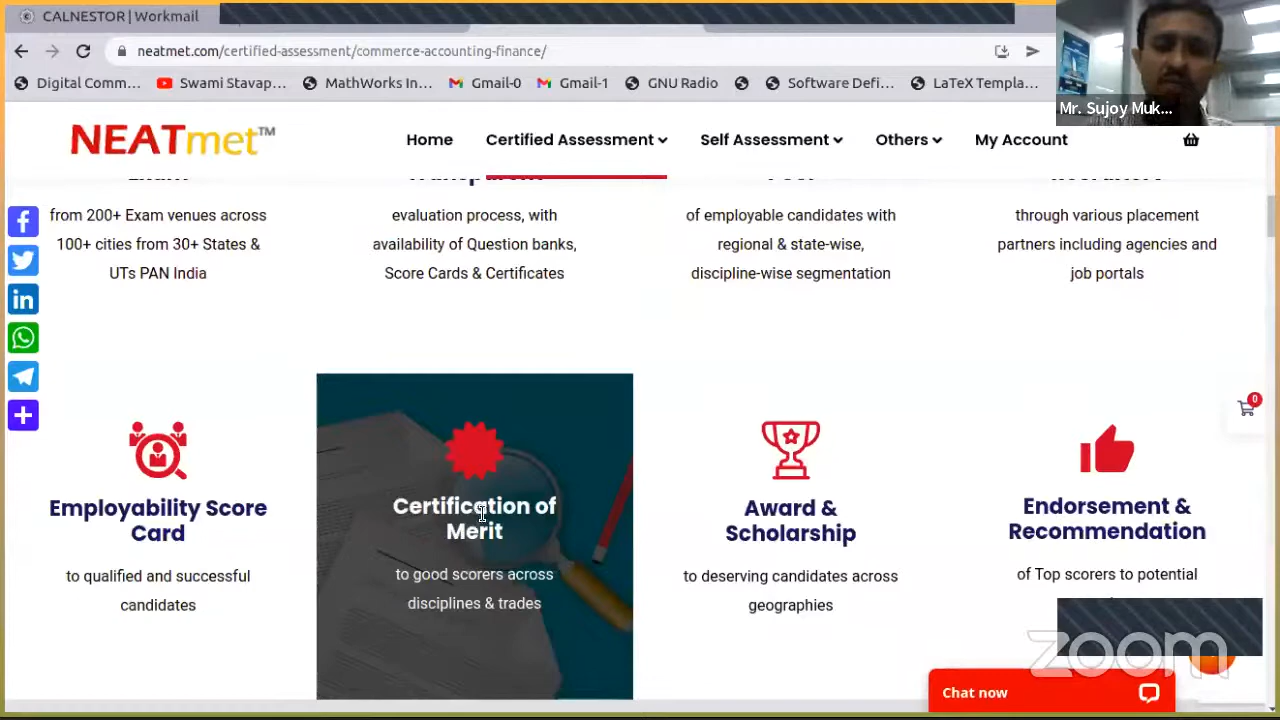 CALNESTOR | Workmail
neatmet.com/certified-assessment/commerce-accounting-finance/
Digital Comm... Swami Stavap... MathWorks In... Gmail-0 Gmail-1 GNU Radio Software Defi... LaTeX Templa...
Mr. Sujoy Muk...
NEATmet™ Home Certified Assessment Self Assessment Others My Account
from 200+ Exam venues across
100+ cities from 30+ States &
UTs PAN India
evaluation process, with
availability of Question banks,
Score Cards & Certificates
of employable candidates with
regional & state-wise,
discipline-wise segmentation
through various placement
partners including agencies and
job portals
0
Employability Score
Card
to qualified and successful
candidates
Certification of
Merit
to good scorers across
disciplines & trades
Award &
Scholarship
to deserving candidates across
geographies
Endorsement &
Recommendation
of Top scorers to potential
zoom
Chat now